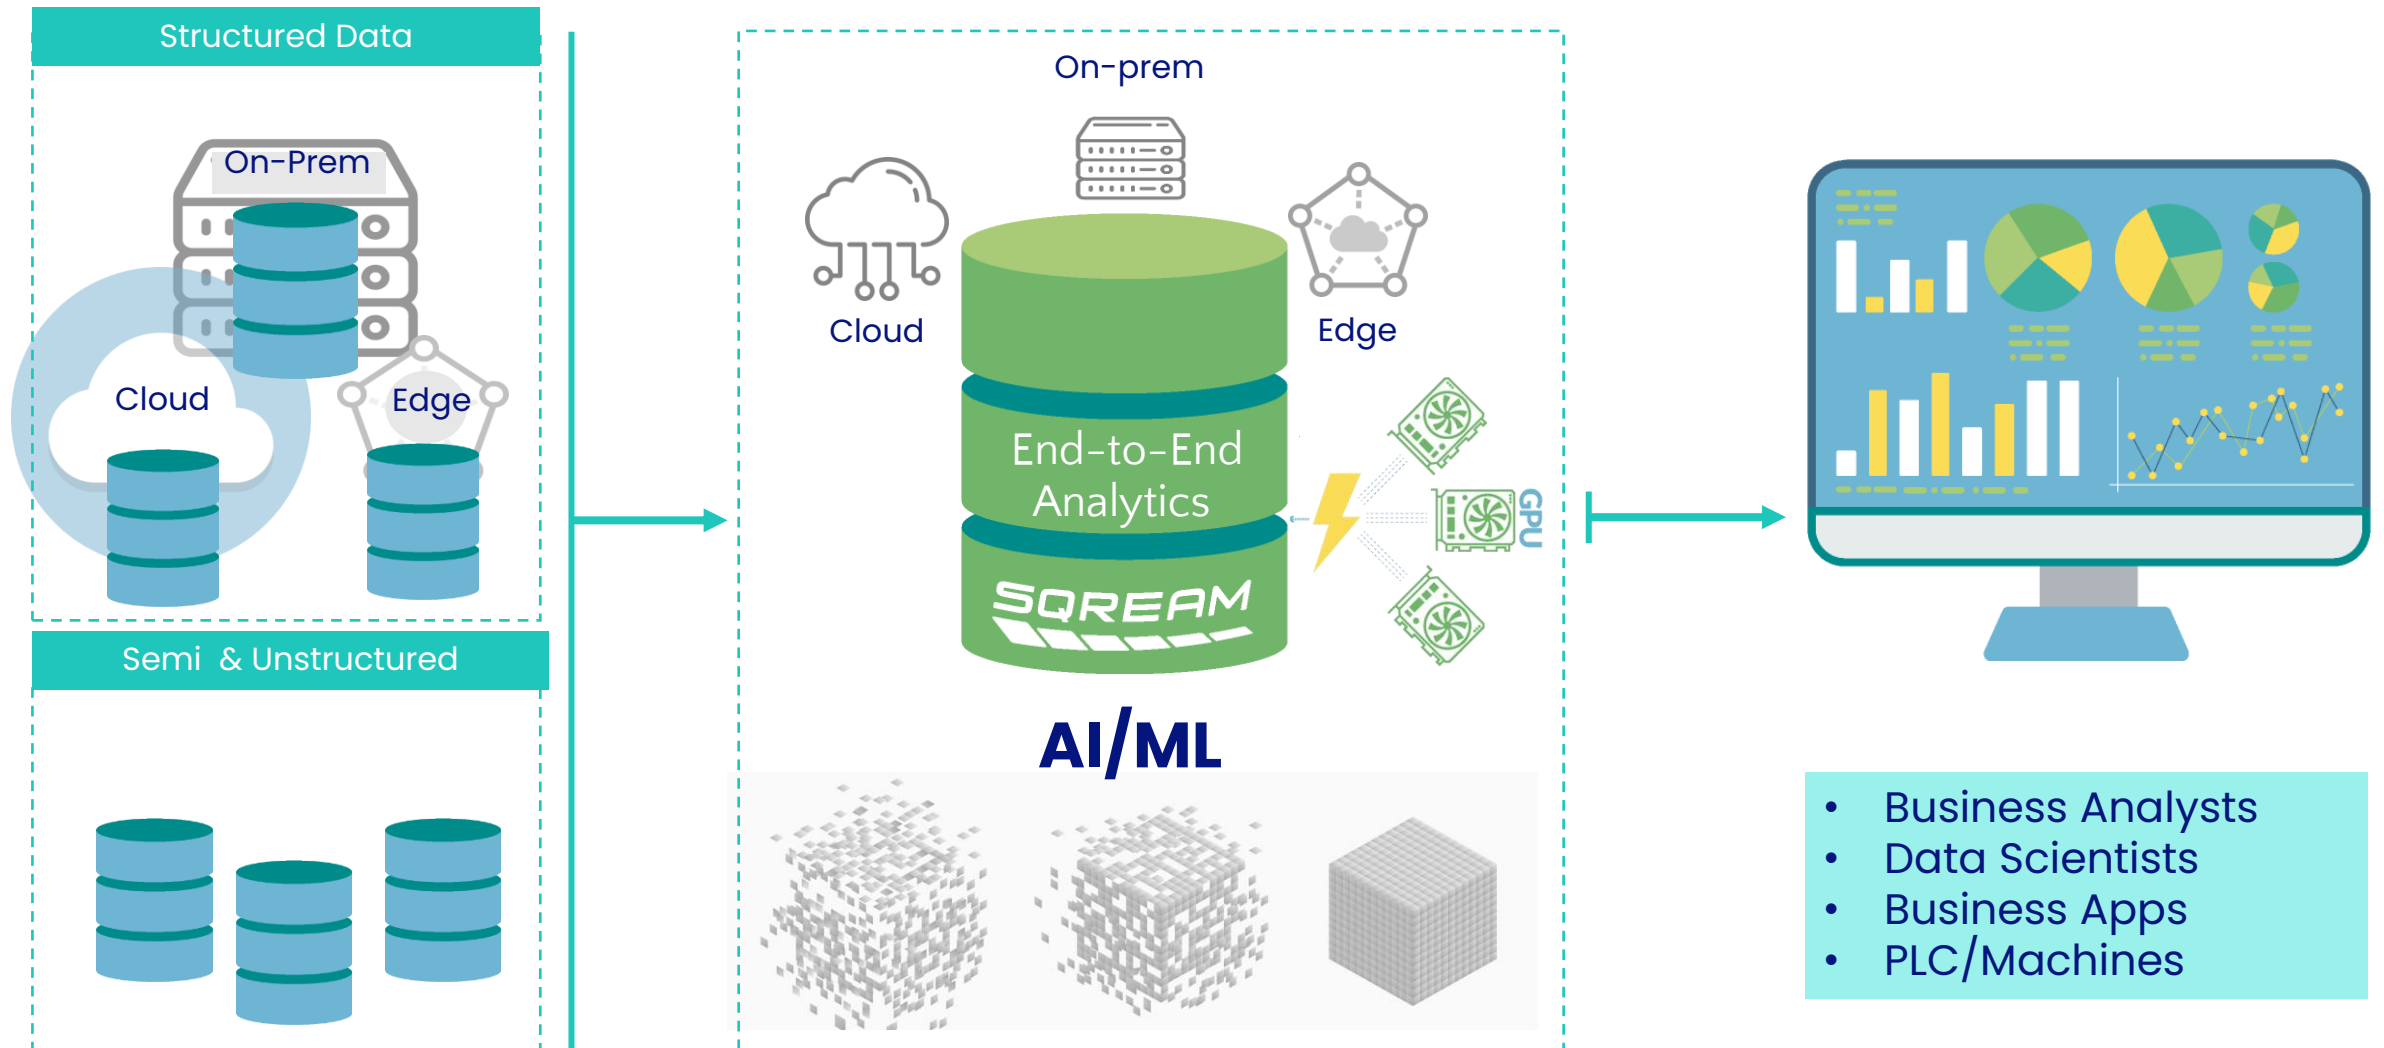 Structured Data
On-Prem
Cloud
Edge
Semi & Unstructured
On-prem
Cloud
Edge
End-to-End
Analytics
GPU
SQREAM
AI/ML
• Business Analysts
• Data Scientists
• Business Apps
• PLC/Machines